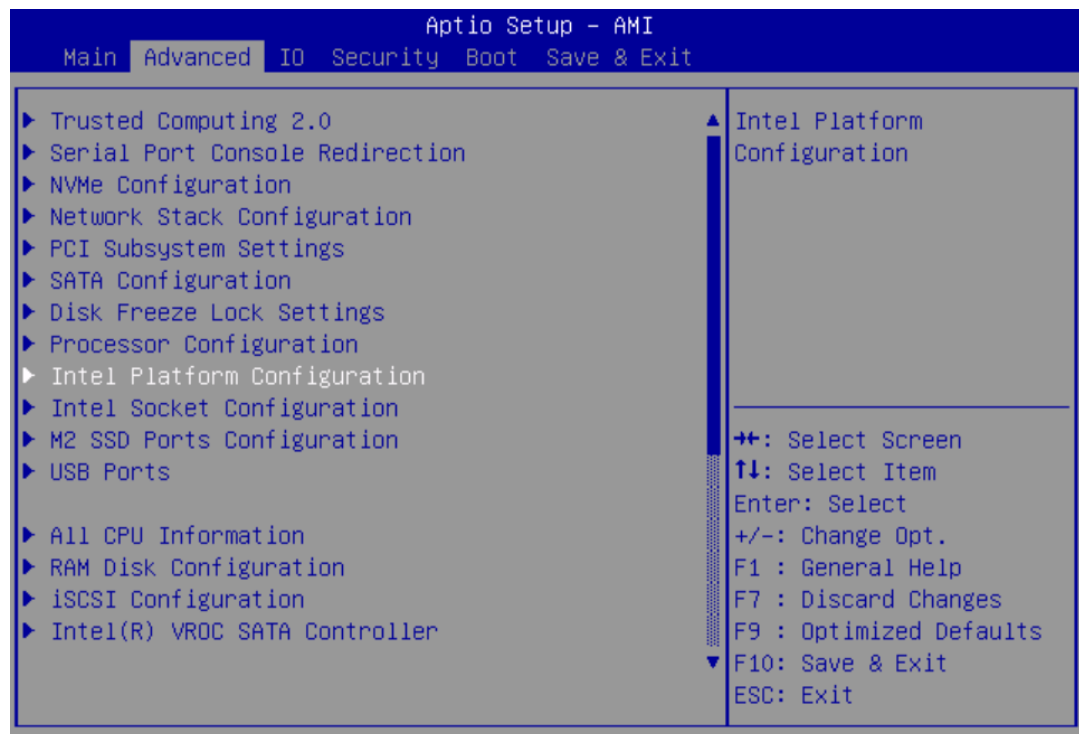 Aptio Setup – AMI
Main Advanced IO Security Boot Save & Exit
Trusted Computing 2.0
Serial Port Console Redirection
NVMe Configuration
Network Stack Configuration
PCI Subsystem Settings
SATA Configuration
Disk Freeze Lock Settings
Processor Configuration
Intel Platform Configuration
Intel Socket Configuration
M2 SSD Ports Configuration
USB Ports
All CPU Information
RAM Disk Configuration
iSCSI Configuration
Intel(R) VROC SATA Controller
Intel Platform
Configuration
→←: Select Screen
↑↓: Select Item
Enter: Select
+/-: Change Opt.
F1 : General Help
F7 : Discard Changes
F9 : Optimized Defaults
F10: Save & Exit
ESC: Exit